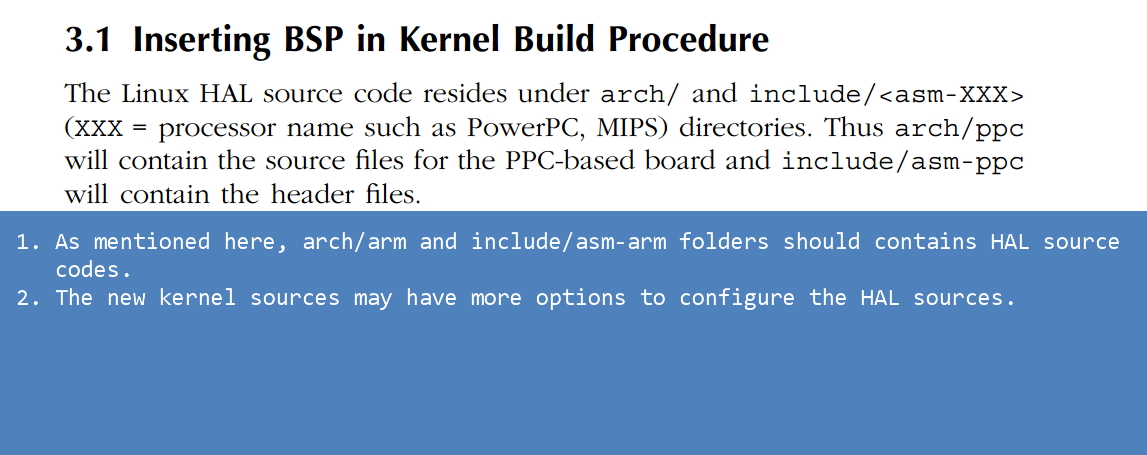 3.1 Inserting BSP in Kernel Build Procedure
The Linux HAL source code resides under arch/ and include/<asm-XXX>
(XXX = processor name such as PowerPC, MIPS) directories. Thus arch/ppc
will contain the source files for the PPC-based board and include/asm-ppc
will contain the header files.
1. As mentioned here, arch/arm and include/asm-arm folders should contains HAL source
codes.
2. The new kernel sources may have more options to configure the HAL sources.